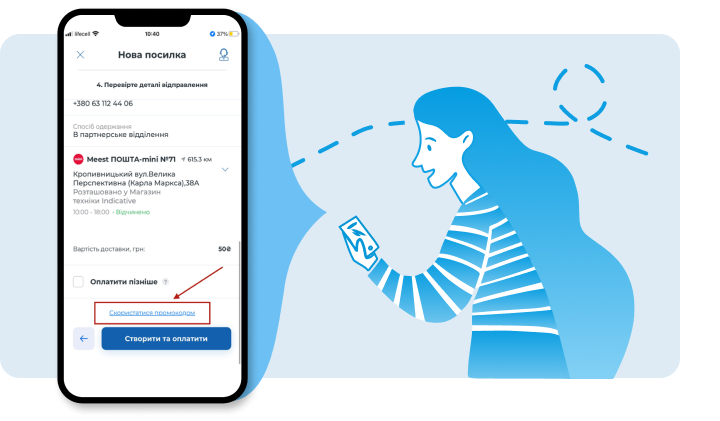 lifecell 10:40 37%
Нова посилка
4. Перевірте деталі відправлення
+380 63 112 44 06
Спосіб одержання
В партнерське відділення
Meest ПОШТА-mini №71 615,3 км
Кропивницький вул.Велика
Перспективна (Карла Маркса),38А
Розташовано у Магазин
техніки Indicative
10:00 - 18:00 • Відчинено
Вартість доставки, грн: 50₴
Оплатити пізніше ?
Скористатися промокодом
Створити та оплатити